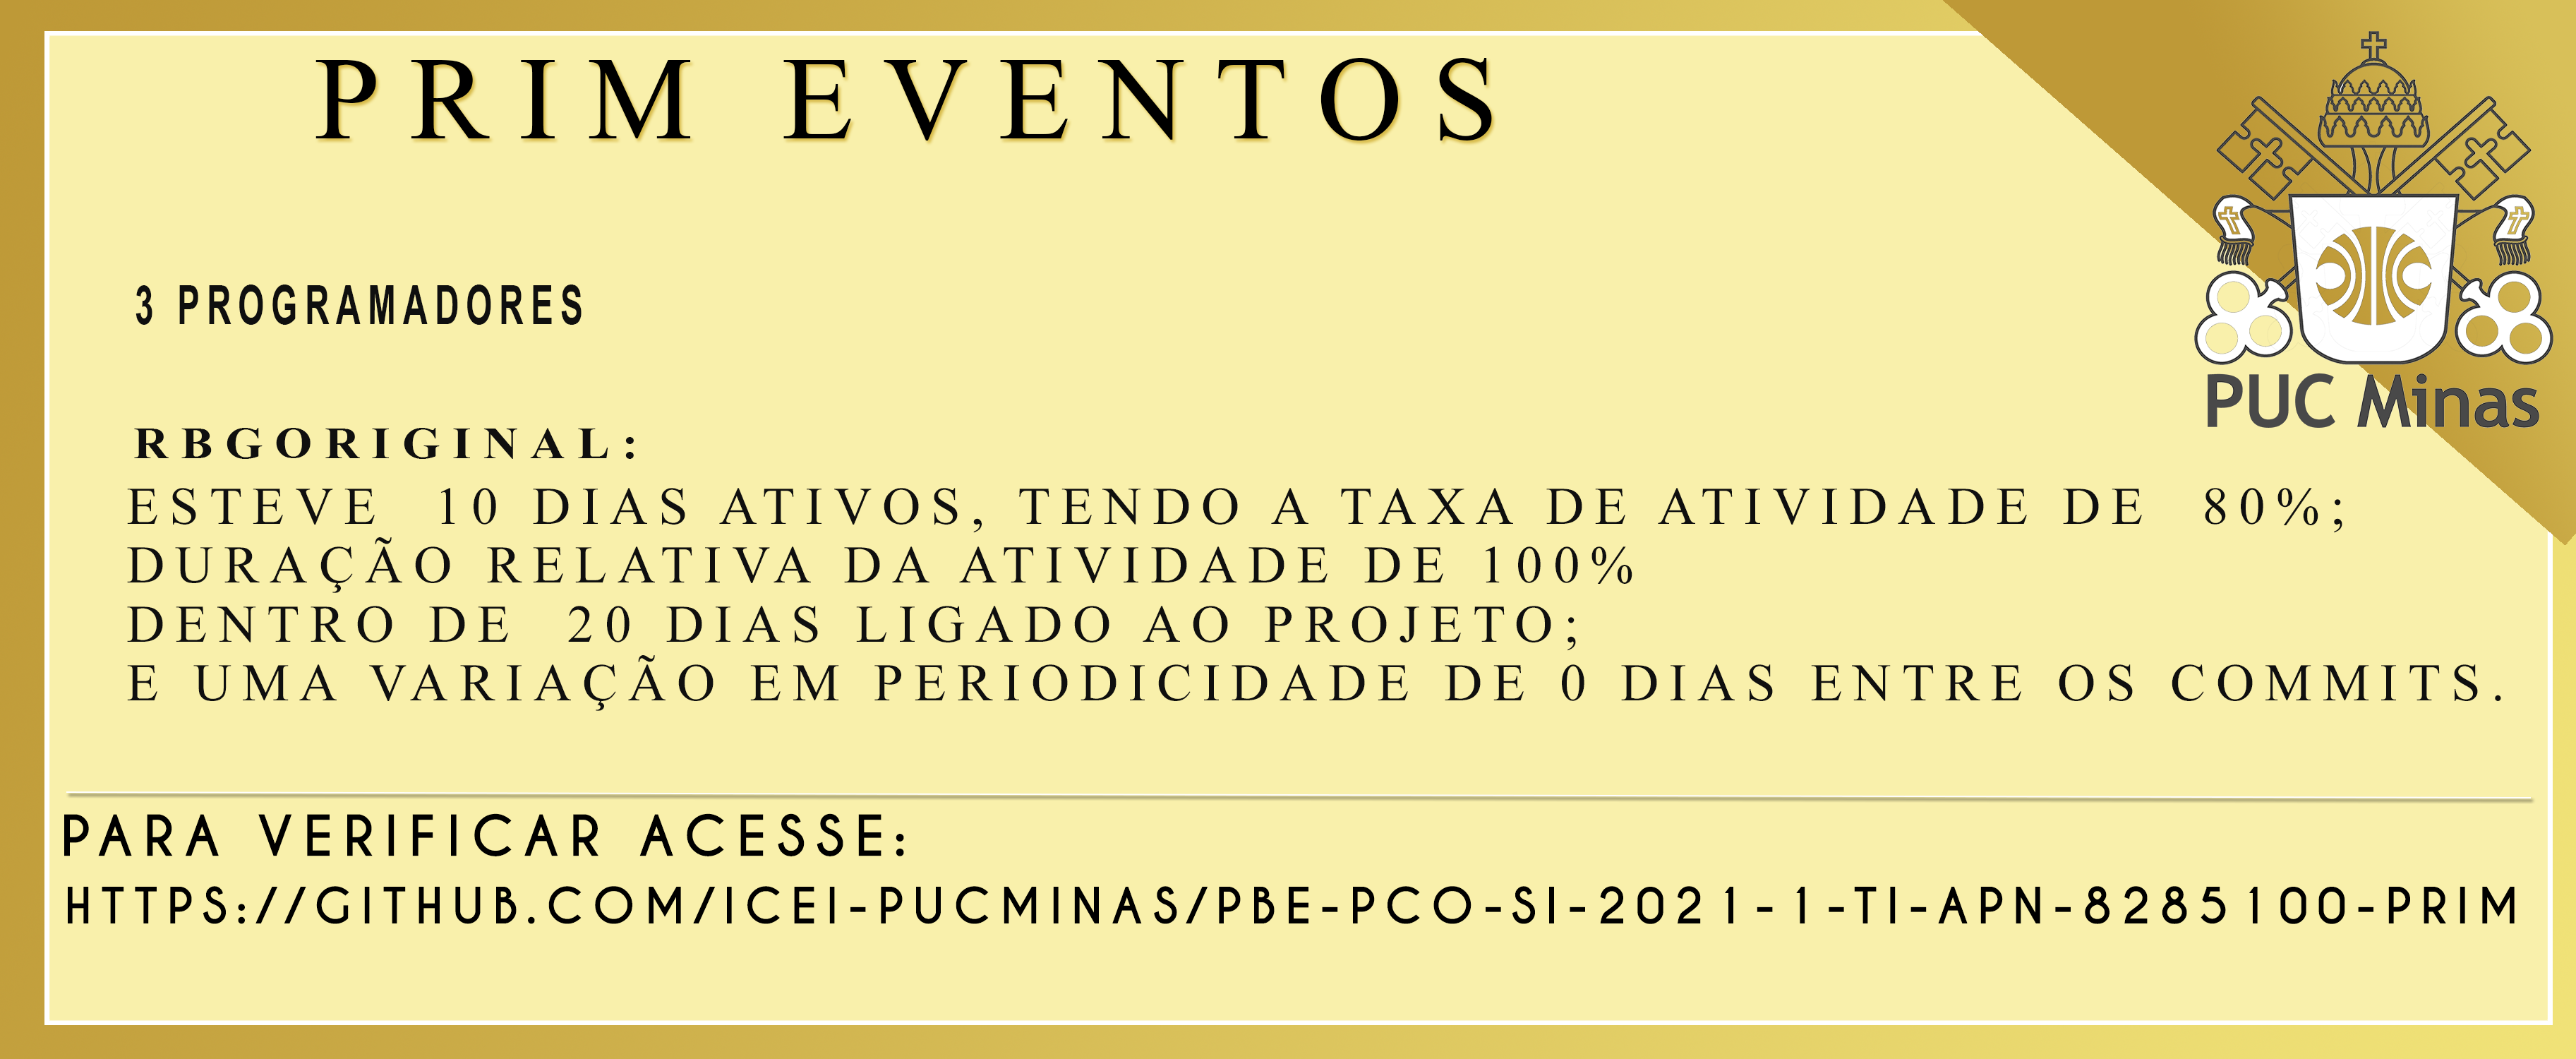 PRIM EVENTOS
PUC Minas
3 PROGRAMADORES
RBGORIGINAL:
ESTEVE 10 DIAS ATIVOS, TENDO A TAXA DE ATIVIDADE DE 80%;
DURAÇÃO RELATIVA DA ATIVIDADE DE 100%
DENTRO DE 20 DIAS LIGADO AO PROJETO;
E UMA VARIAÇÃO EM PERIODICIDADE DE 0 DIAS ENTRE OS COMMITS.
PARA VERIFICAR ACESSE:
HTTPS://GITHUB.COM/ICEI-PUCMINAS/PBE-PCO-SI-2021-1-TI-APN-8285100-PRIM